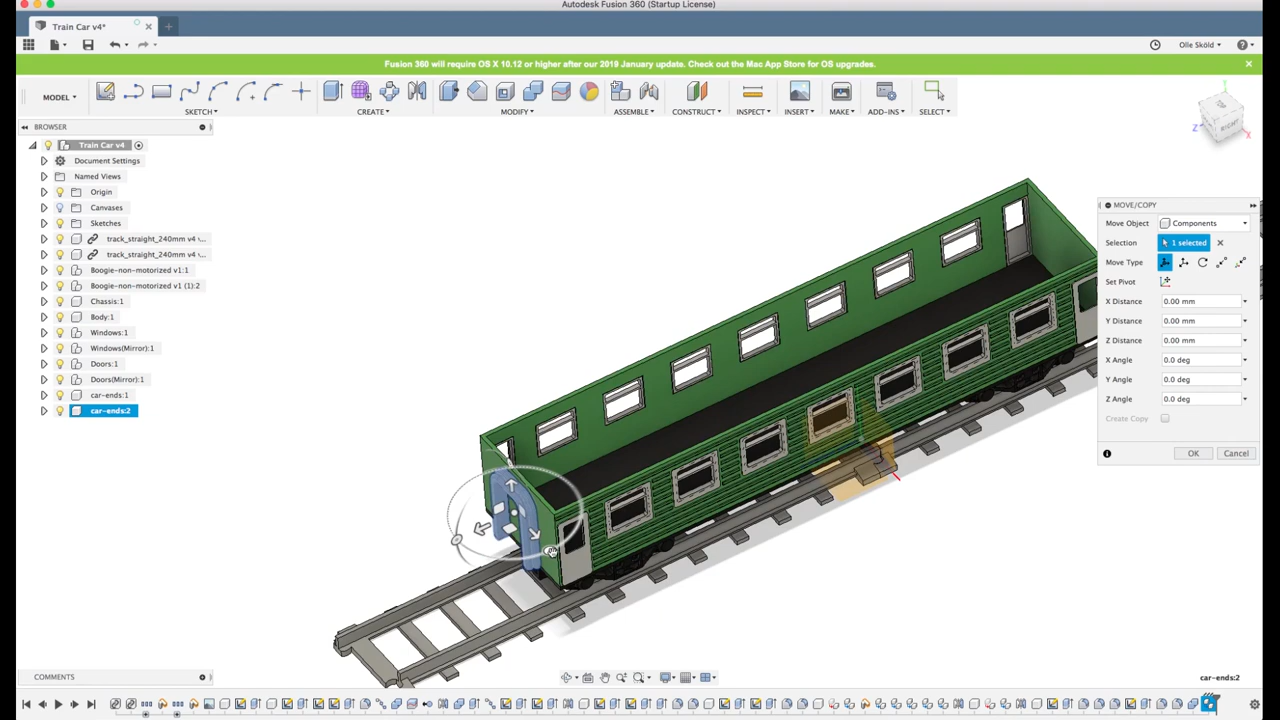 Autodesk Fusion 360 (Startup License)
Train Car v4*
Olle Sköld
Fusion 360 will require OS X 10.12 or higher after our 2019 January update. Check out the Mac App Store for OS upgrades.
MODEL
SKETCH
CREATE
MODIFY
ASSEMBLE
CONSTRUCT
INSPECT
INSERT
MAKE
ADD-INS
SELECT
BROWSER
Train Car v4
Document Settings
Named Views
Origin
Canvases
Sketches
track_straight_240mm v4 ...
track_straight_240mm v4 ...
Boogie-non-motorized v1:1
Boogie-non-motorized v1 (1):2
Chassis:1
Body:1
Windows:1
Windows(Mirror):1
Doors:1
Doors(Mirror):1
car-ends:1
car-ends:2
Z
RIGHT
X
MOVE/COPY
Move Object
Components
Selection
1 selected
Move Type
Set Pivot
X Distance
0.00 mm
Y Distance
0.00 mm
Z Distance
0.00 mm
X Angle
0.0 deg
Y Angle
0.0 deg
Z Angle
0.0 deg
Create Copy
OK
Cancel
COMMENTS
car-ends:2